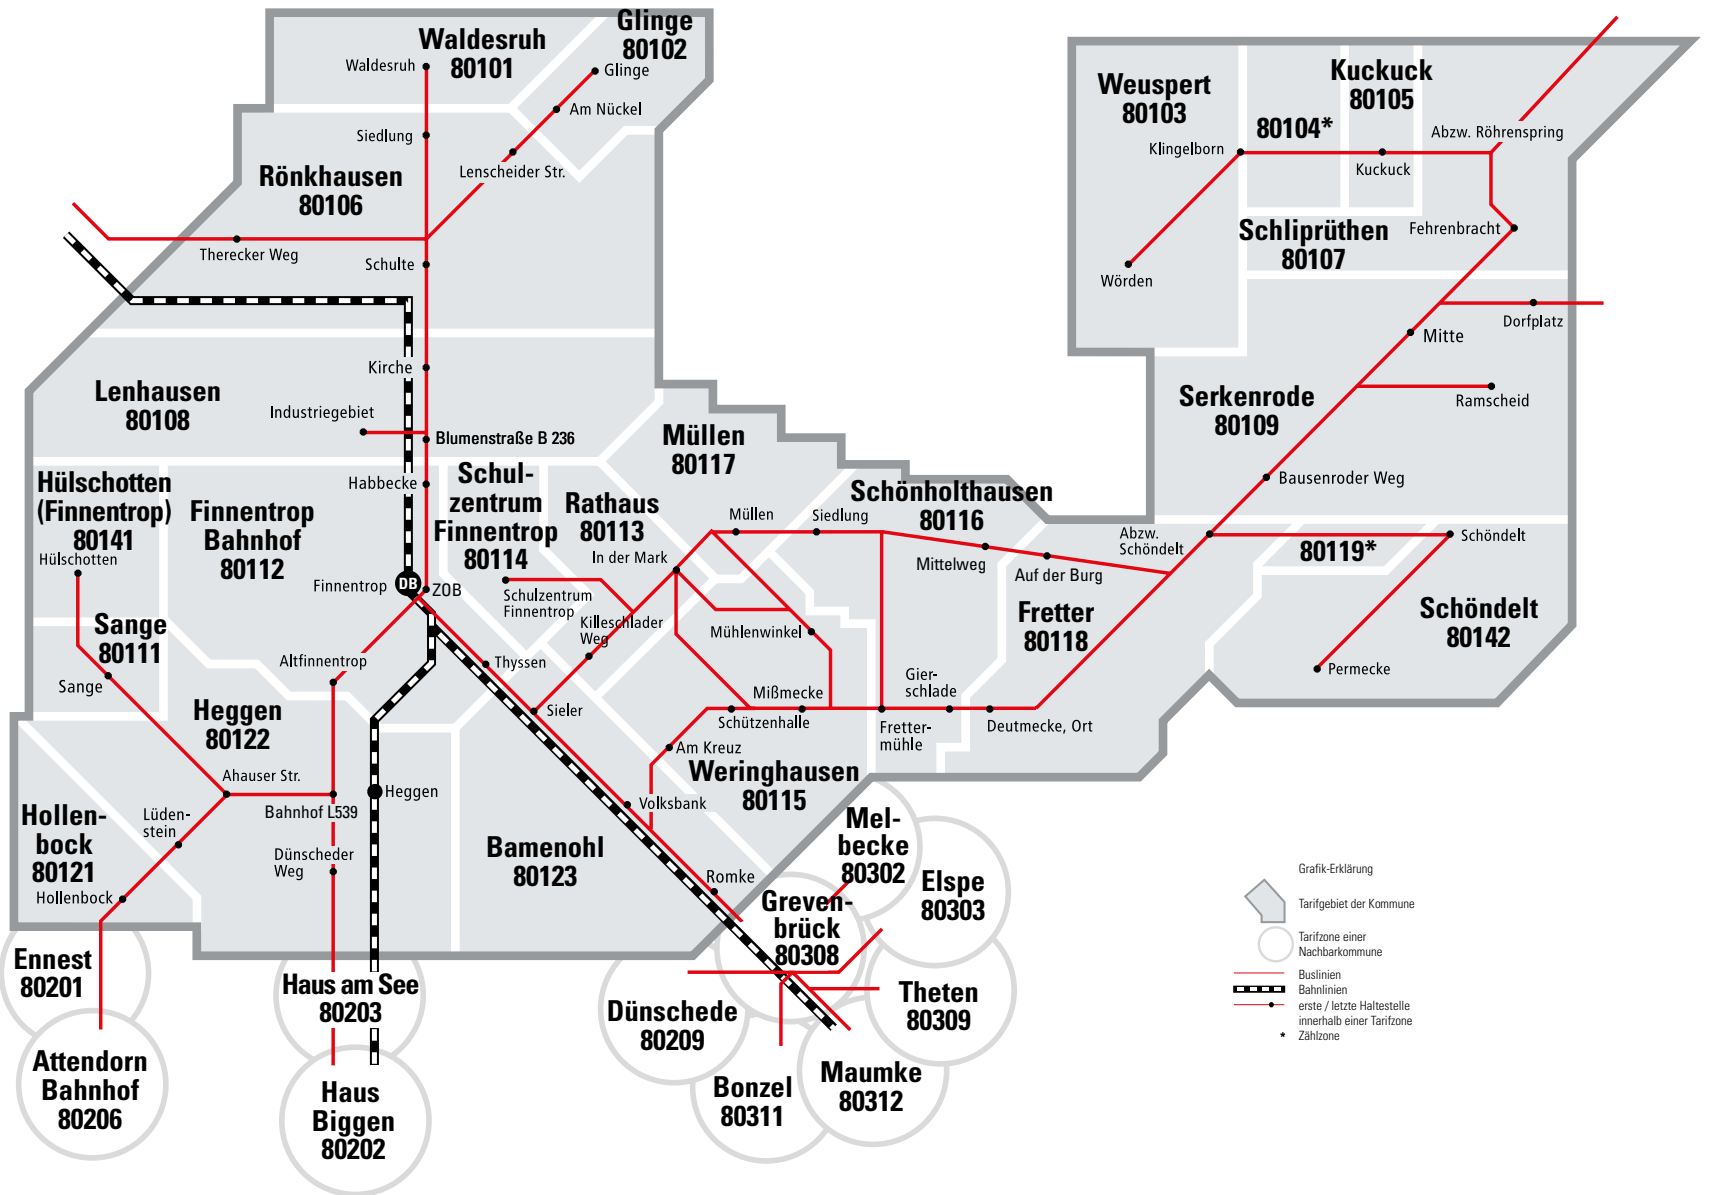 Waldesruh
80101
Glinge
80102
Waldesruh
Glinge
Am Nückel
Siedlung
Lenscheider Str.
Rönkhausen
80106
Therecker Weg
Schulte
Weuspert
80103
Kuckuck
80105
80104*
Klingelborn
Kuckuck
Abzw. Röhrenspring
Schliprüthen
80107
Fehrenbracht
Wörden
Dorfplatz
Mitte
Ramscheid
Serkenrode
80109
Bausenroder Weg
Kirche
Lenhausen
80108
Industriegebiet
Blumenstraße B 236
Habbecke
Hülschotten
(Finnentrop)
80141
Hülschotten
Finnentrop
Bahnhof
80112
Finnentrop
DB
ZOB
Schul-
zentrum
Finnentrop
80114
Schulzentrum
Finnentrop
Rathaus
80113
In der Mark
Killeschlader
Weg
Müllen
80117
Müllen
Siedlung
Schönholthausen
80116
Mittelweg
Auf der Burg
Abzw.
Schöndelt
80119*
Schöndelt
Schöndelt
80142
Permecke
Fretter
80118
Mühlenwinkel
Gier-
schlade
Deutmecke, Ort
Fretter-
mühle
Mißmecke
Schützenhalle
Am Kreuz
Weringhausen
80115
Sange
80111
Sange
Altfinnentrop
Thyssen
Sieler
Heggen
80122
Ahauser Str.
Bahnhof L539
Heggen
Lüden-
stein
Dünscheder
Weg
Hollen-
bock
80121
Hollenbock
Bamenohl
80123
Volksbank
Romke
Mel-
becke
80302
Elspe
80303
Greven-
brück
80308
Theten
80309
Dünschede
80209
Bonzel
80311
Maumke
80312
Ennest
80201
Attendorn
Bahnhof
80206
Haus am See
80203
Haus
Biggen
80202
Grafik-Erklärung
Tarifgebiet der Kommune
Tarifzone einer
Nachbarkommune
Buslinien
Bahnlinien
erste / letzte Haltestelle
innerhalb einer Tarifzone
* Zählzone